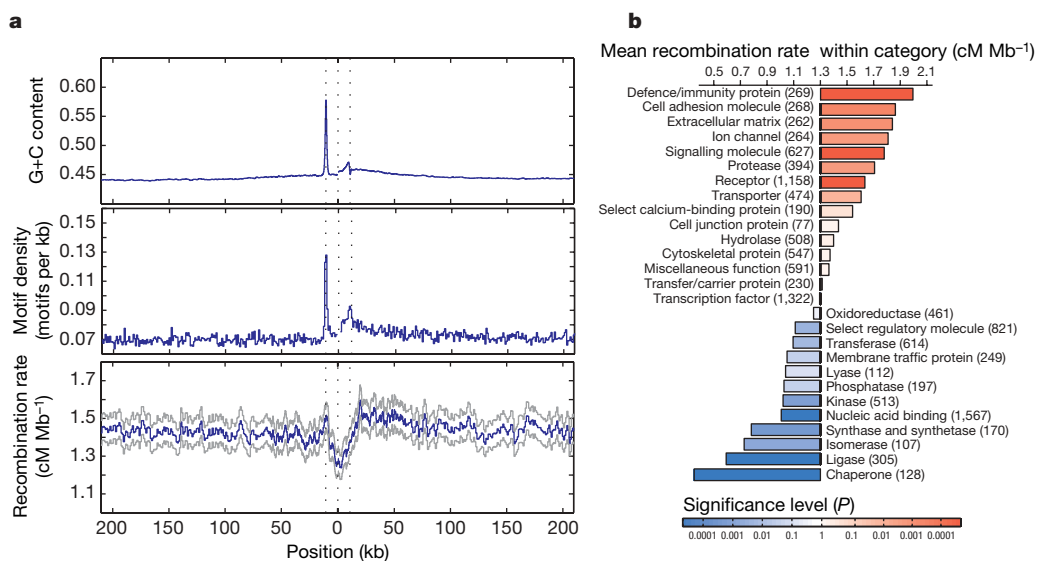 a
G+C content
0.60
0.55
0.50
0.45
Motif density
(motifs per kb)
0.15
0.13
0.11
0.09
0.07
Recombination rate
(cM Mb⁻¹)
1.7
1.5
1.3
1.1
200 150 100 50 0 50 100 150 200
Position (kb)
b
Mean recombination rate within category (cM Mb⁻¹)
0.5 0.7 0.9 1.1 1.3 1.5 1.7 1.9 2.1
Defence/immunity protein (269)
Cell adhesion molecule (268)
Extracellular matrix (262)
Ion channel (264)
Signalling molecule (627)
Protease (394)
Receptor (1,158)
Transporter (474)
Select calcium-binding protein (190)
Cell junction protein (77)
Hydrolase (508)
Cytoskeletal protein (547)
Miscellaneous function (591)
Transfer/carrier protein (230)
Transcription factor (1,322)
Oxidoreductase (461)
Select regulatory molecule (821)
Transferase (614)
Membrane traffic protein (249)
Lyase (112)
Phosphatase (197)
Kinase (513)
Nucleic acid binding (1,567)
Synthase and synthetase (170)
Isomerase (107)
Ligase (305)
Chaperone (128)
Significance level (P)
0.0001 0.001 0.01 0.1 1 0.1 0.01 0.001 0.0001